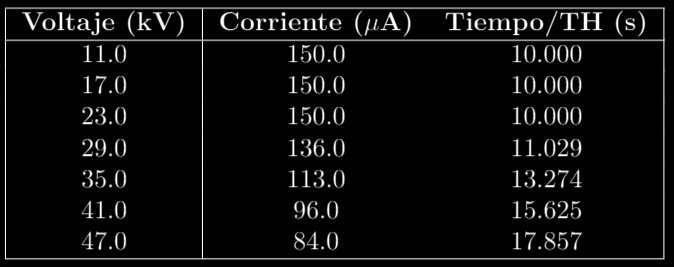 Voltaje (kV) Corriente (μA) Tiempo/TH (s)
11.0 150.0 10.000
17.0 150.0 10.000
23.0 150.0 10.000
29.0 136.0 11.029
35.0 113.0 13.274
41.0 96.0 15.625
47.0 84.0 17.857